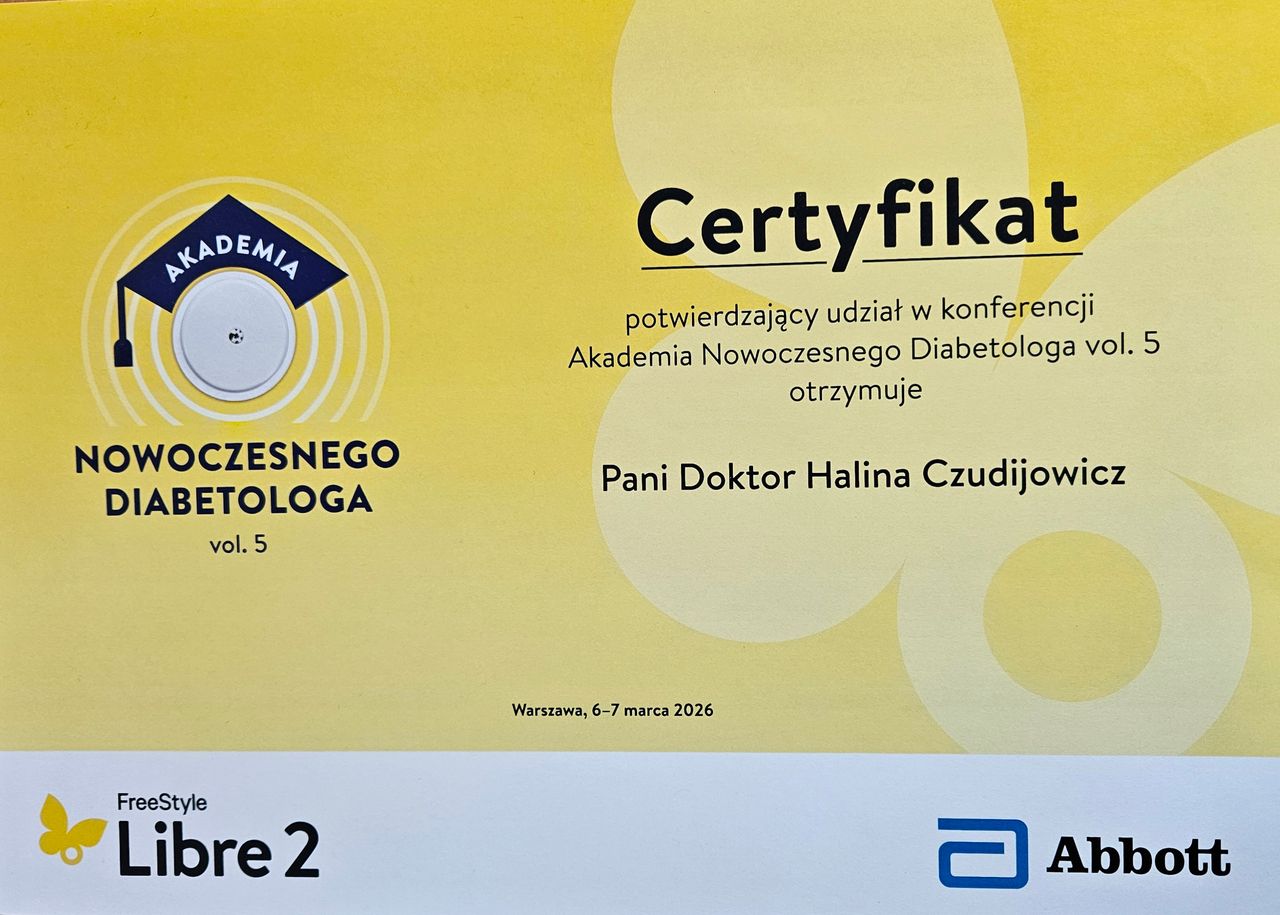 AKADEMIA
NOWOCZESNEGO
DIABETOLOGA
vol. 5
Certyfikat
potwierdzający udział w konferencji
Akademia Nowoczesnego Diabetologa vol. 5
otrzymuje
Pani Doktor Halina Czudijowicz
Warszawa, 6–7 marca 2026
FreeStyle
Libre 2
Abbott